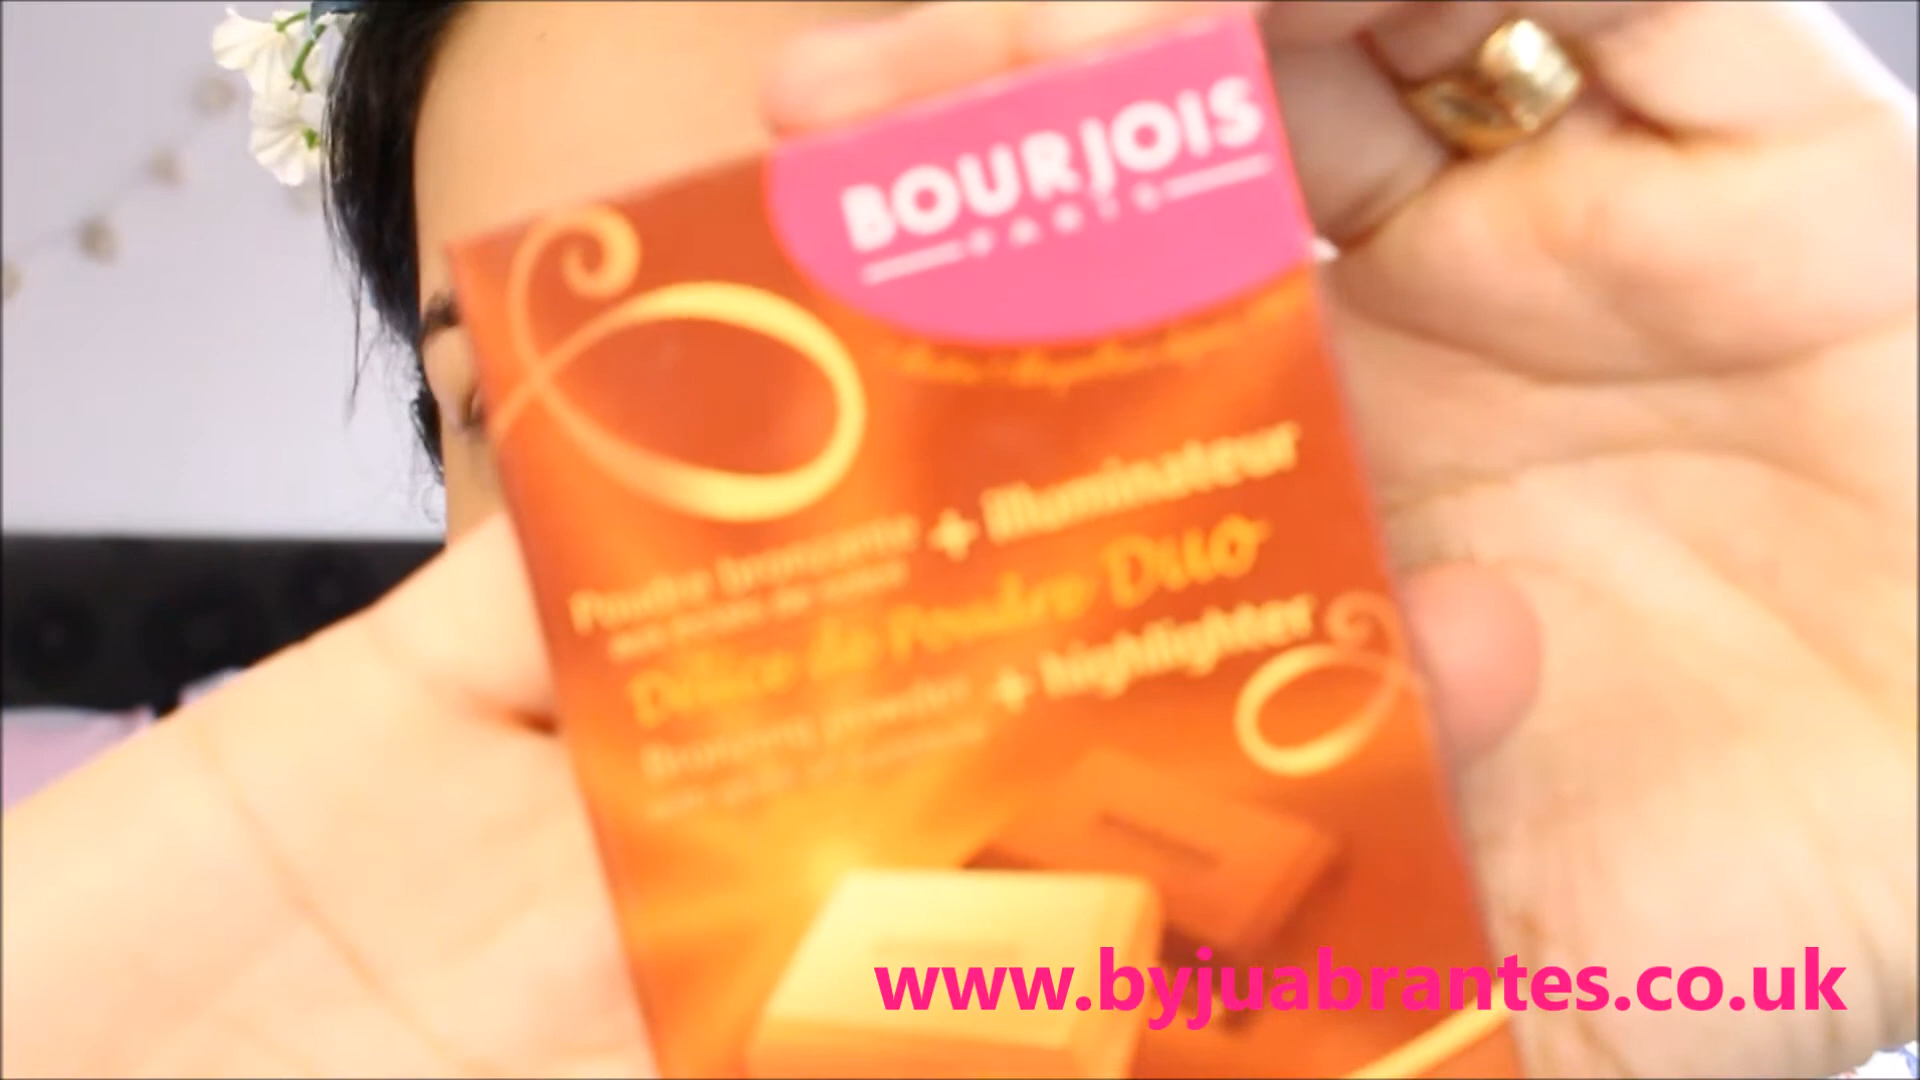 BOURJOIS
PARIS
Poudre bronzante + illuminateur
Délice de Poudre Duo
Bronzing powder + highlighter
www.byjuabrantes.co.uk